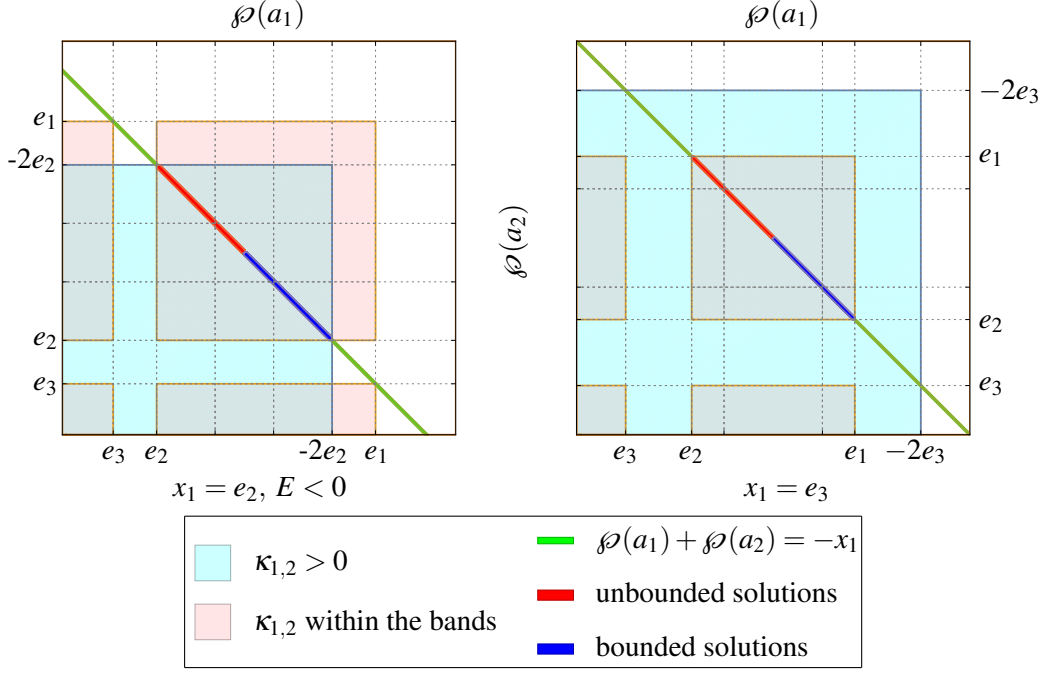 ℘(a₁) ℘(a₁)
e₁
-2e₂
e₂
e₃
e₃ e₂ -2e₂ e₁
x₁ = e₂, E < 0
℘(a₂)
−2e₃
e₁
e₂
e₃
e₃ e₂ e₁ −2e₃
x₁ = e₃
κ₁,₂ > 0
κ₁,₂ within the bands
℘(a₁) + ℘(a₂) = −x₁
unbounded solutions
bounded solutions